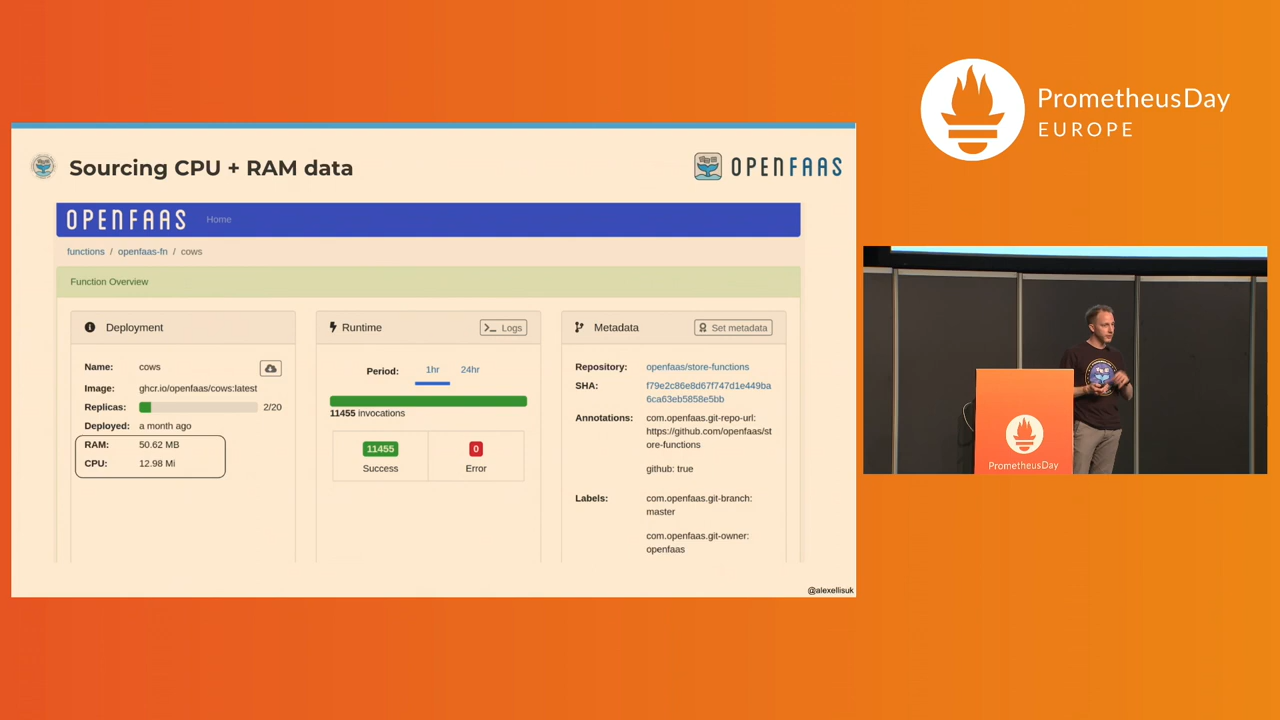 PrometheusDay
EUROPE
Sourcing CPU + RAM data
OPENFAAS
OPENFAAS Home
functions / openfaas-fn / cows
Function Overview
Deployment
Name: cows
Image: ghcr.io/openfaas/cows:latest
Replicas: 2/20
Deployed: a month ago
RAM: 50.62 MB
CPU: 12.98 Mi
Runtime
Logs
Period: 1hr 24hr
11455 invocations
11455
Success
0
Error
Metadata
Set metadata
Repository: openfaas/store-functions
SHA: f79e2c86e8d67f747d1e449ba
6ca63eb5858e5bb
Annotations: com.openfaas.git-repo-url:
https://github.com/openfaas/st
ore-functions
github: true
Labels: com.openfaas.git-branch:
master
com.openfaas.git-owner:
openfaas
@alexellisuk
PrometheusDay